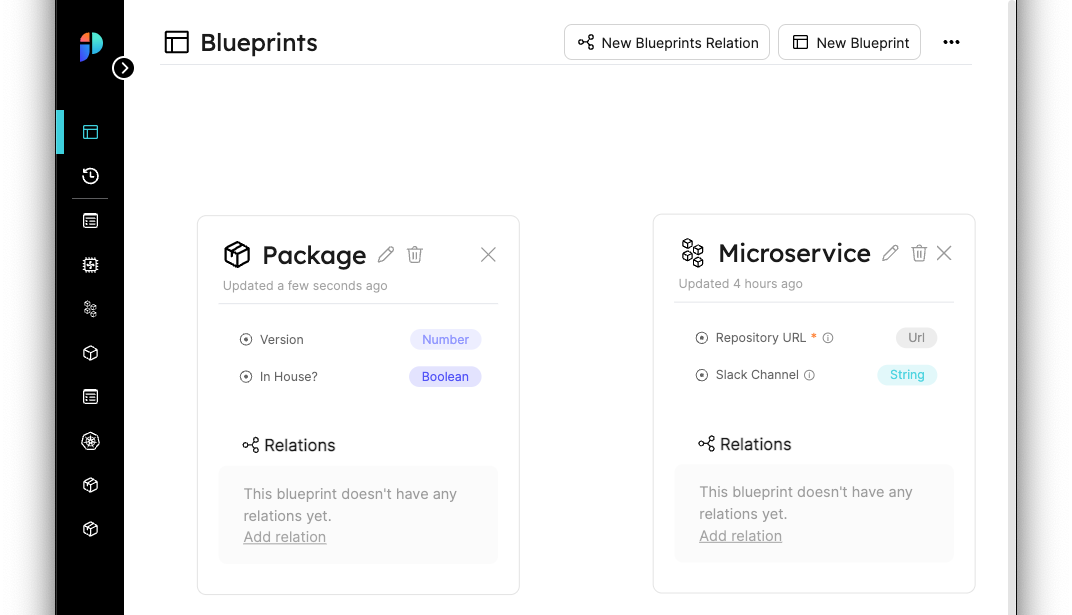 Blueprints
New Blueprints Relation
New Blueprint
Package
Updated a few seconds ago
Version
Number
In House?
Boolean
Relations
This blueprint doesn't have any
relations yet.
Add relation
Microservice
Updated 4 hours ago
Repository URL *
Url
Slack Channel
String
Relations
This blueprint doesn't have any
relations yet.
Add relation